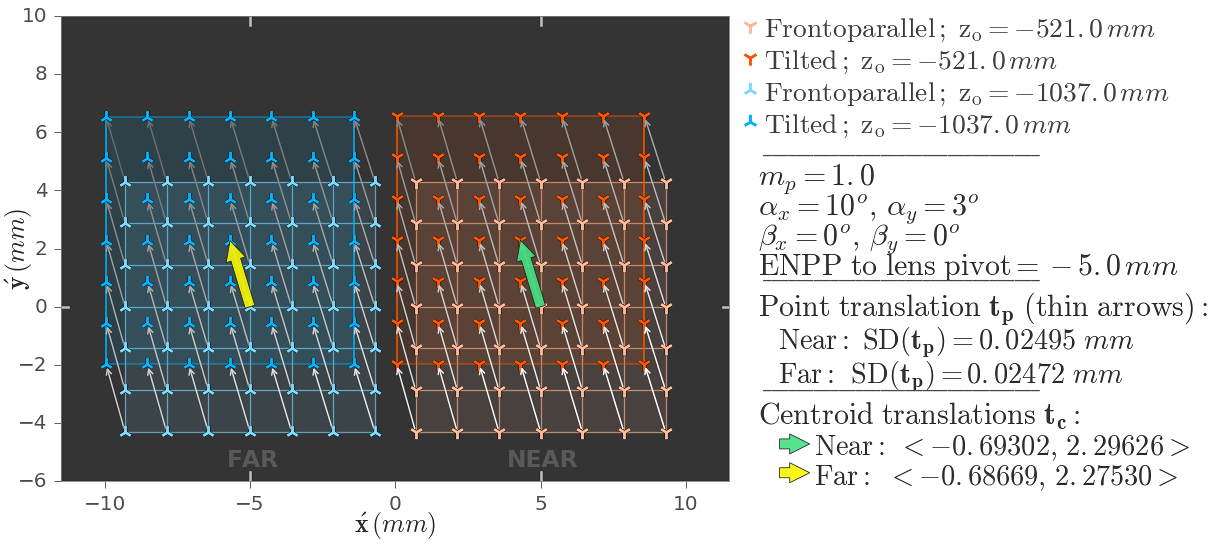 10
8
6
4
2
0
−2
−4
−6
−10
−5
0
5
10
x́ (mm)
ý (mm)
FAR
NEAR
Frontoparallel ; z_o = −521.0 mm
Tilted ; z_o = −521.0 mm
Frontoparallel ; z_o = −1037.0 mm
Tilted ; z_o = −1037.0 mm
m_p = 1.0
α_x = 10°, α_y = 3°
β_x = 0°, β_y = 0°
ENPP to lens pivot = −5.0 mm
Point translation t_p (thin arrows) :
Near : SD(t_p) = 0.02495 mm
Far : SD(t_p) = 0.02472 mm
Centroid translations t_c :
Near : < −0.69302, 2.29626 >
Far : < −0.68669, 2.27530 >